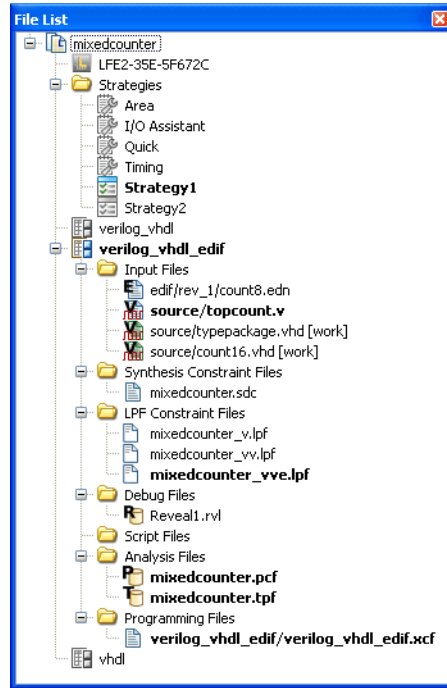 File List
mixedcounter
LFE2-35E-5F672C
Strategies
Area
I/O Assistant
Quick
Timing
Strategy1
Strategy2
verilog_vhdl
verilog_vhdl_edif
Input Files
edif/rev_1/count8.edn
source/topcount.v
source/typepackage.vhd [work]
source/count16.vhd [work]
Synthesis Constraint Files
mixedcounter.sdc
LPF Constraint Files
mixedcounter_v.lpf
mixedcounter_vv.lpf
mixedcounter_vve.lpf
Debug Files
Reveal1.rvl
Script Files
Analysis Files
mixedcounter.pcf
mixedcounter.tpf
Programming Files
verilog_vhdl_edif/verilog_vhdl_edif.xcf
vhdl